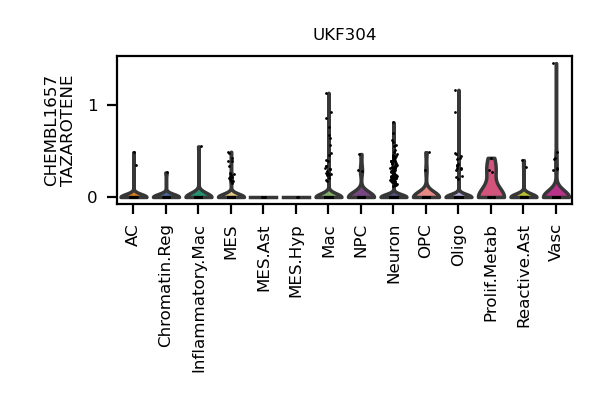 UKF304
CHEMBL1657
TAZAROTENE
1
0
AC
Chromatin.Reg
Inflammatory.Mac
MES
MES.Ast
MES.Hyp
Mac
NPC
Neuron
OPC
Oligo
Prolif.Metab
Reactive.Ast
Vasc